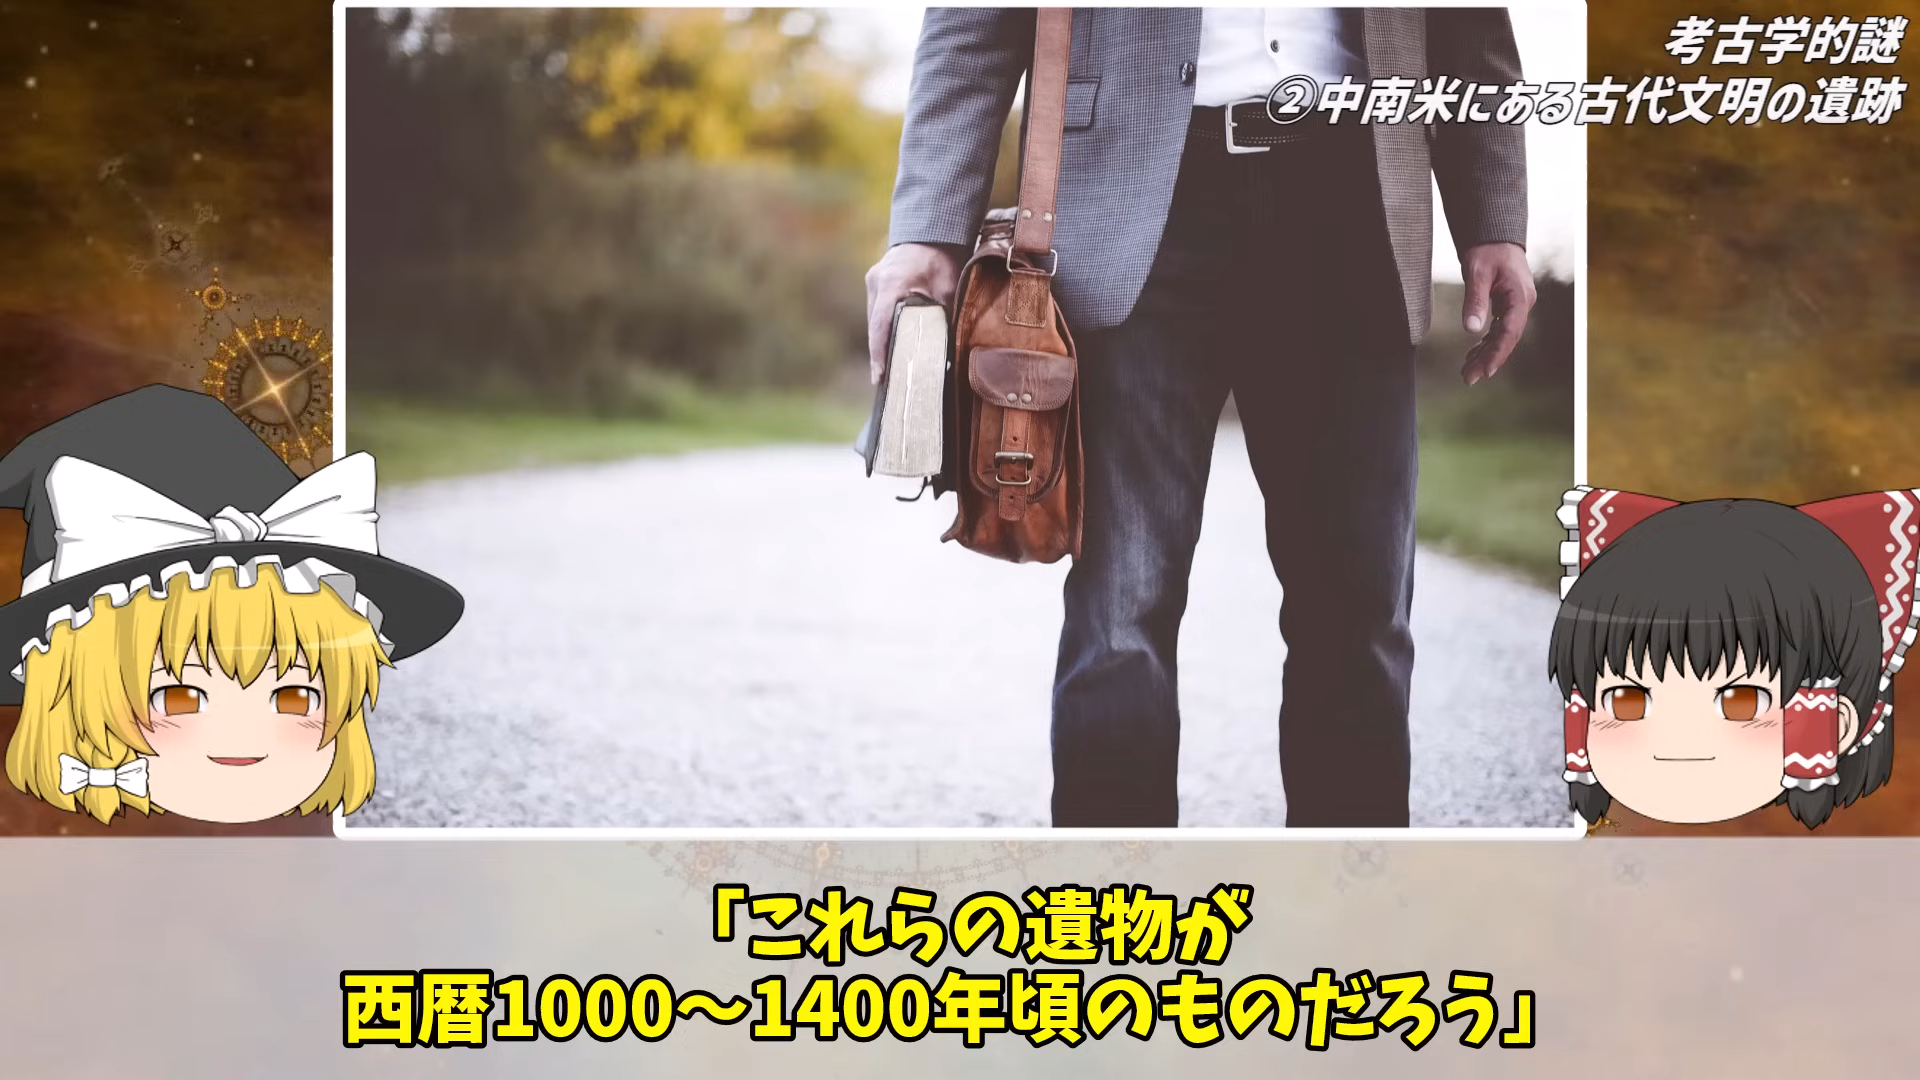 考古学的謎
②中南米にある古代文明の遺跡
「これらの遺物が
西暦1000～1400年頃のものだろう」